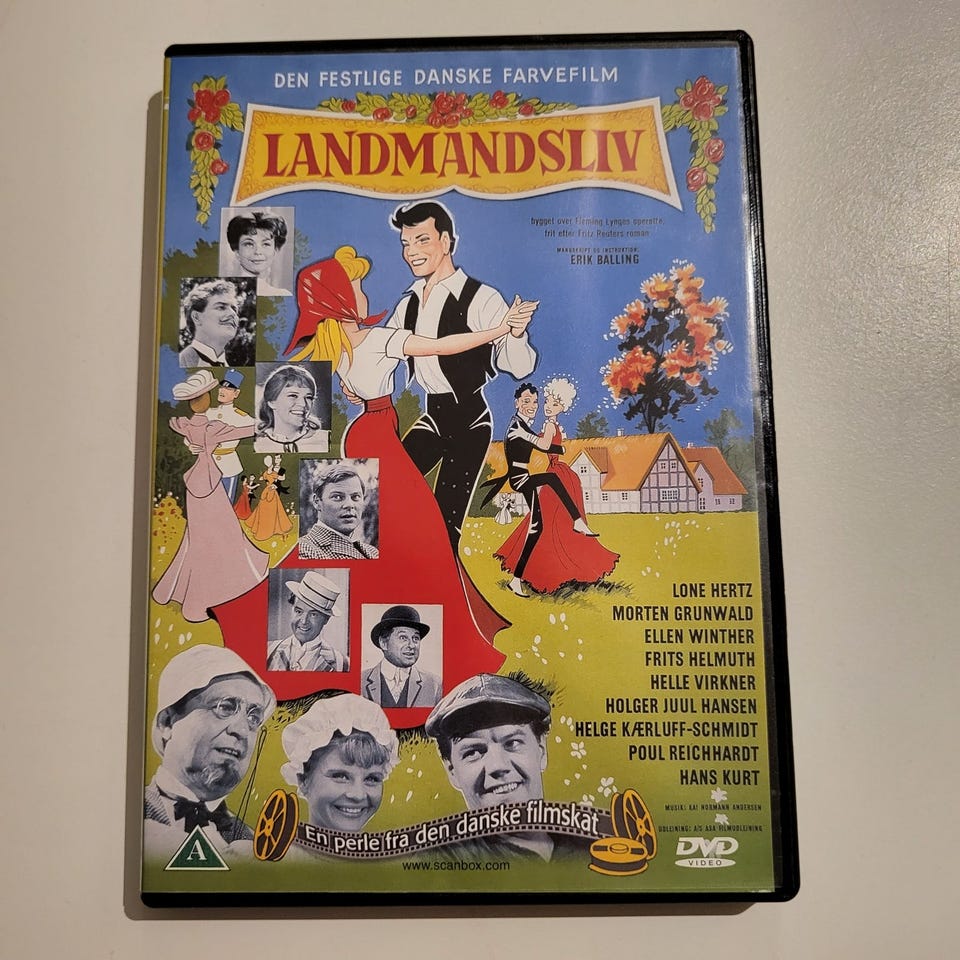 DEN FESTLIGE DANSKE FARVEFILM
LANDMANDSLIV
bygget over Fleming Lynges operette,
frit efter Fritz Reuters roman
MANUSKRIPT OG INSTRUKTION:
ERIK BALLING
LONE HERTZ
MORTEN GRUNWALD
ELLEN WINTHER
FRITS HELMUTH
HELLE VIRKNER
HOLGER JUUL HANSEN
HELGE KÆRLUFF-SCHMIDT
POUL REICHHARDT
HANS KURT
MUSIK: KAI NORMANN ANDERSEN
UDLEJNING: A/S ASA FILMUDLEJNING
En perle fra den danske filmskat
A
www.scanbox.com
DVD
VIDEO